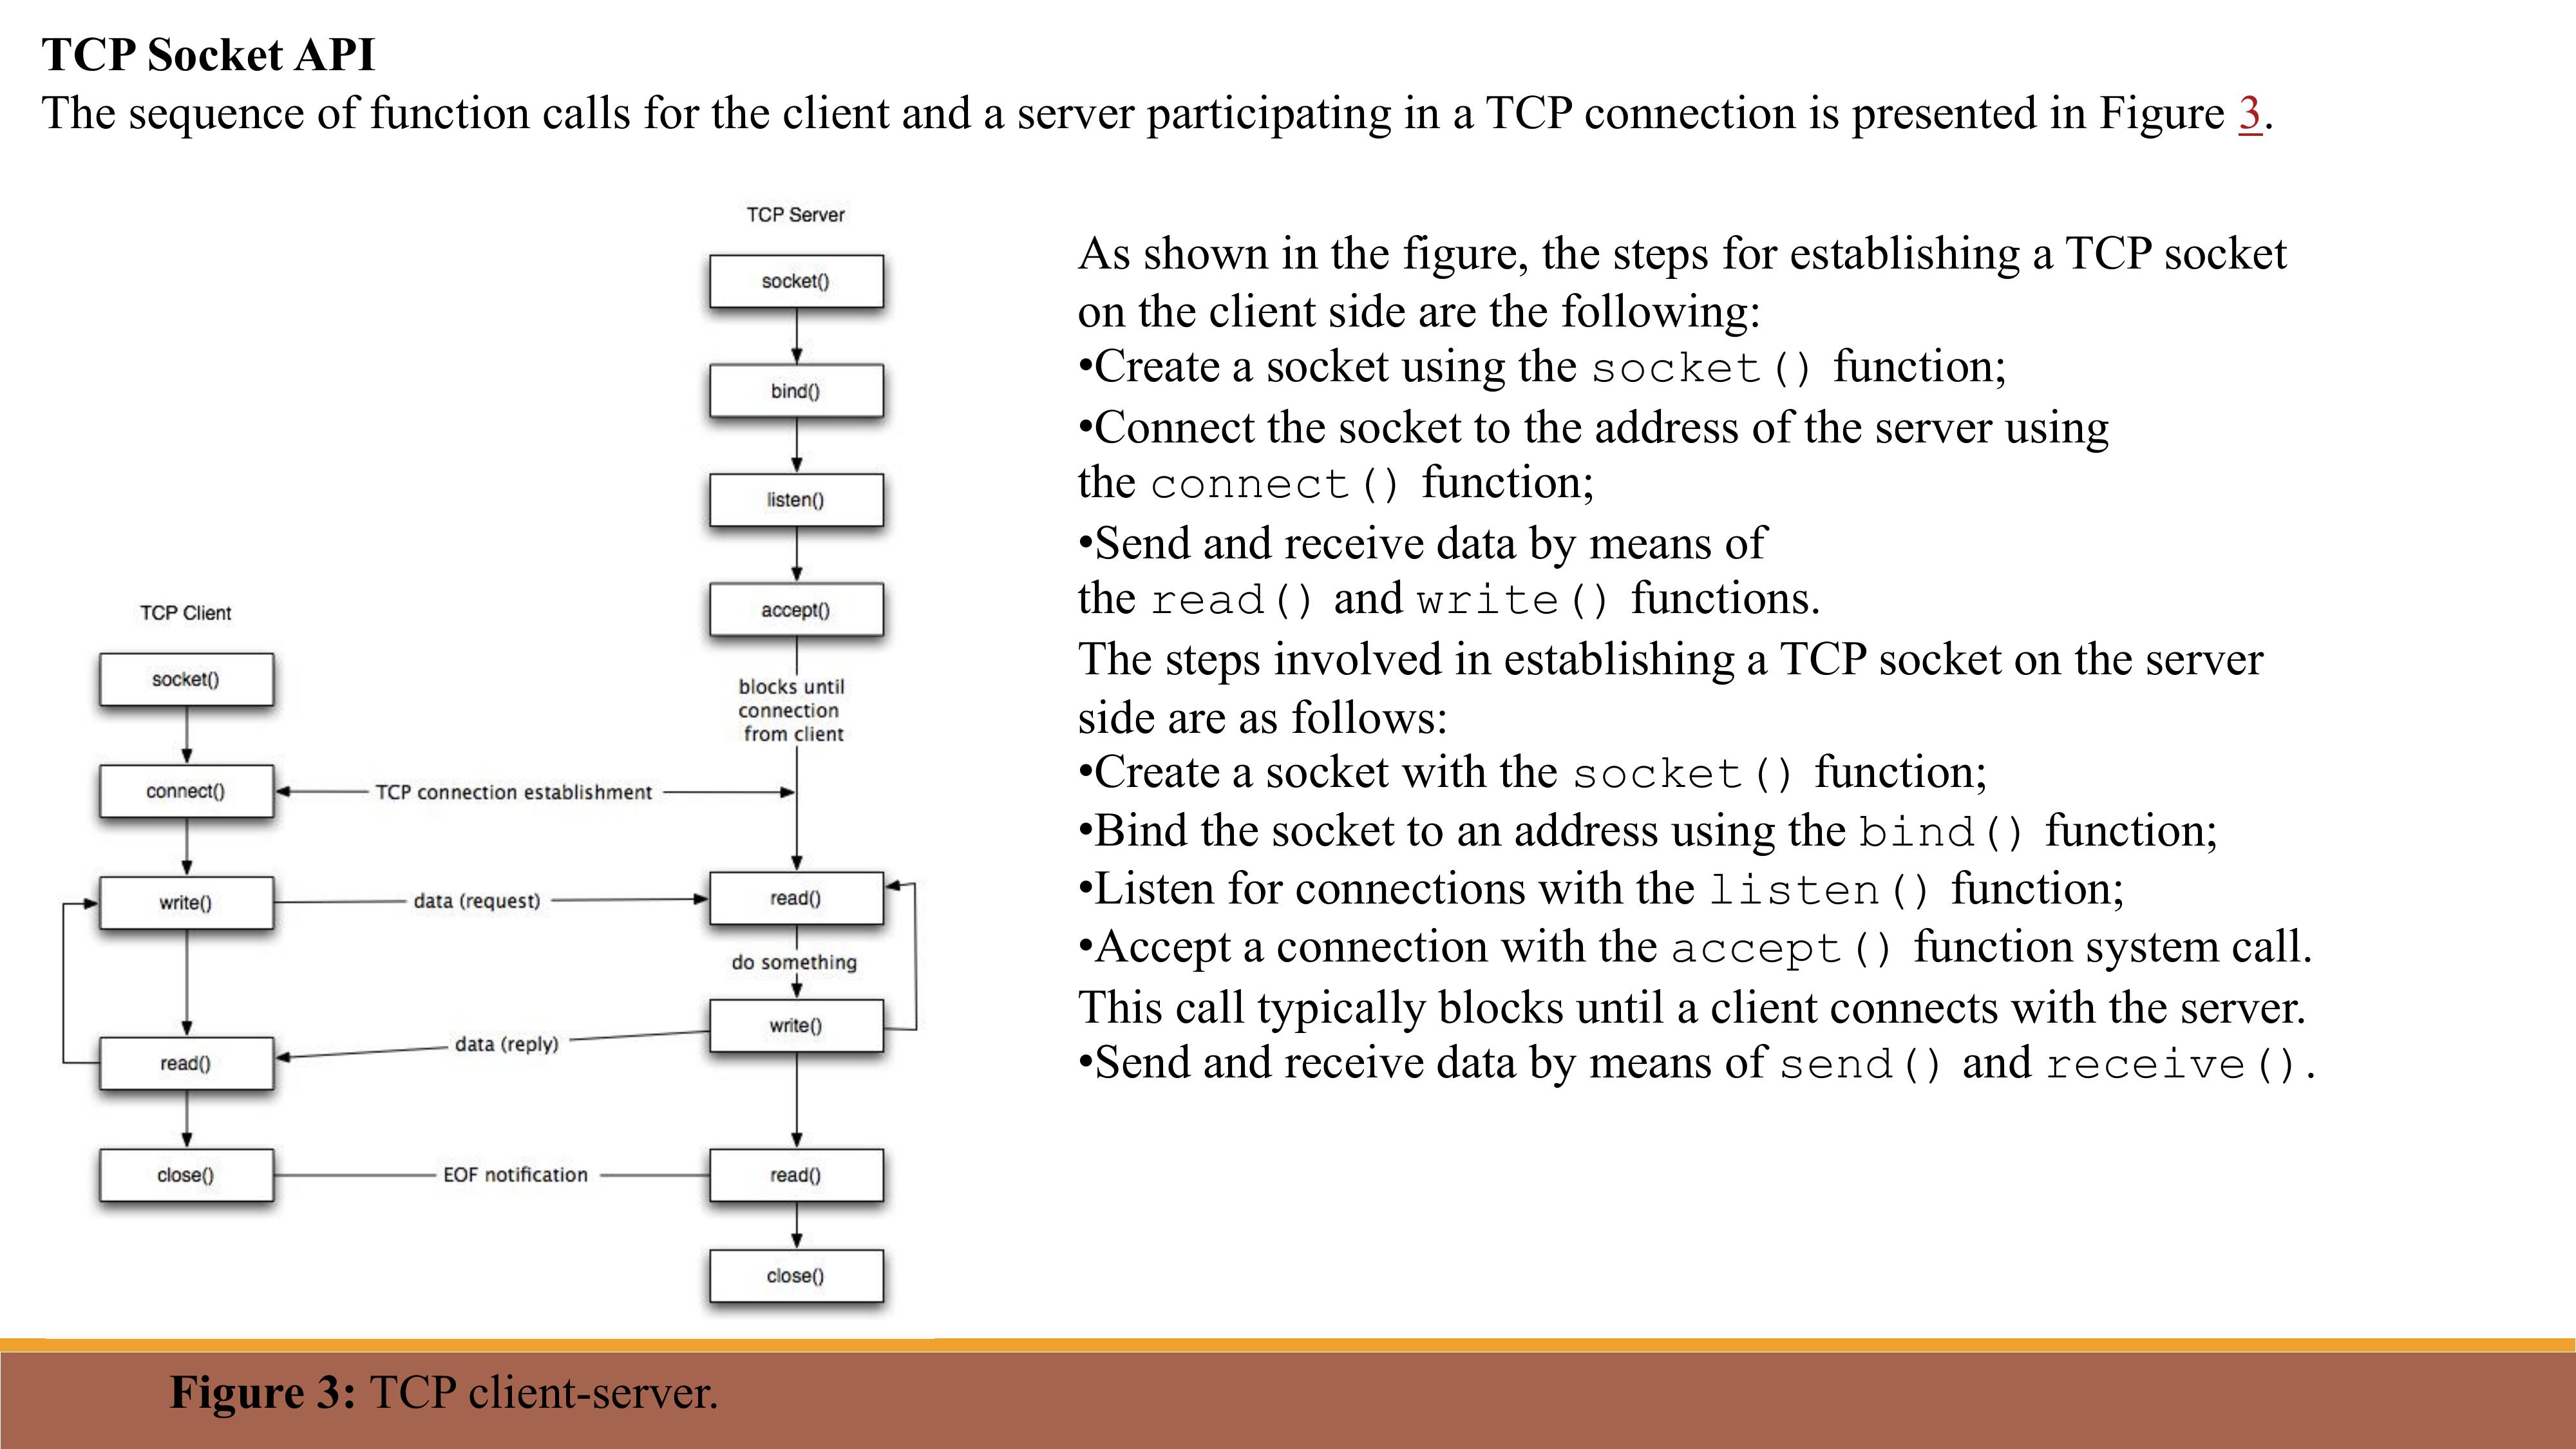 TCP Socket API
The sequence of function calls for the client and a server participating in a TCP connection is presented in Figure 3.
TCP Server
socket()
bind()
listen()
accept()
blocks until
connection
from client
TCP Client
socket()
connect()
TCP connection establishment
write()
data (request)
read()
do something
write()
data (reply)
read()
close()
EOF notification
read()
close()
As shown in the figure, the steps for establishing a TCP socket
on the client side are the following:
•Create a socket using the socket() function;
•Connect the socket to the address of the server using
the connect() function;
•Send and receive data by means of
the read() and write() functions.
The steps involved in establishing a TCP socket on the server
side are as follows:
•Create a socket with the socket() function;
•Bind the socket to an address using the bind() function;
•Listen for connections with the listen() function;
•Accept a connection with the accept() function system call.
This call typically blocks until a client connects with the server.
•Send and receive data by means of send() and receive().
Figure 3: TCP client-server.